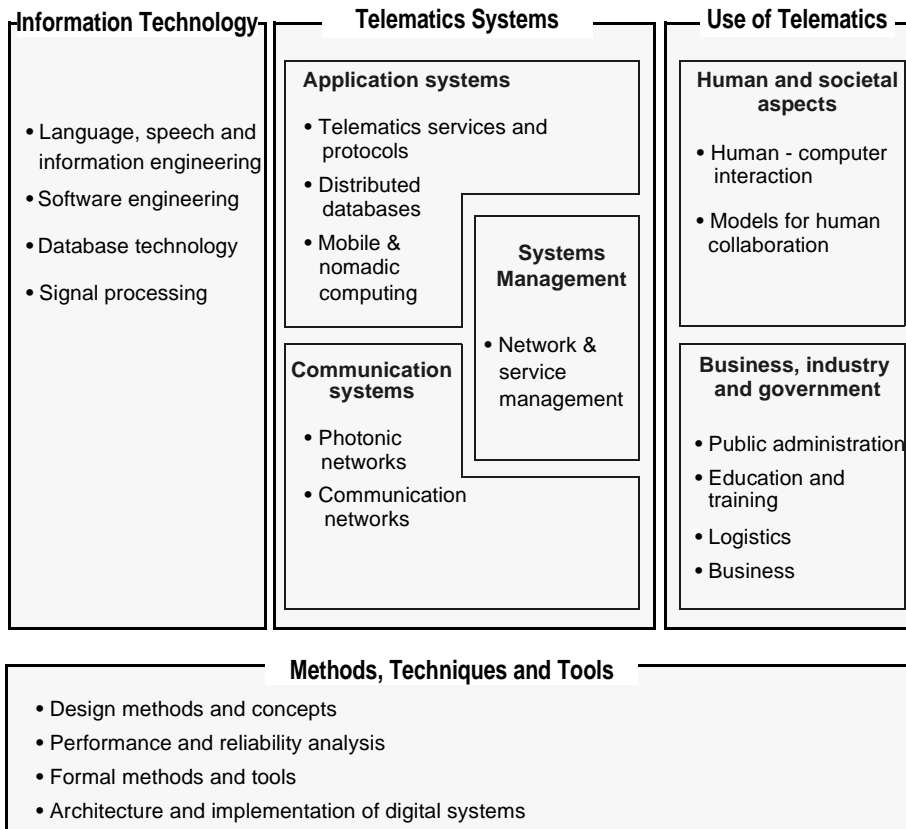 Information Technology
• Language, speech and
information engineering
• Software engineering
• Database technology
• Signal processing
Telematics Systems
Application systems
• Telematics services and
protocols
• Distributed
databases
• Mobile &
nomadic
computing
Systems
Management
• Network &
service
management
Communication
systems
• Photonic
networks
• Communication
networks
Use of Telematics
Human and societal
aspects
• Human - computer
interaction
• Models for human
collaboration
Business, industry
and government
• Public administration
• Education and
training
• Logistics
• Business
Methods, Techniques and Tools
• Design methods and concepts
• Performance and reliability analysis
• Formal methods and tools
• Architecture and implementation of digital systems